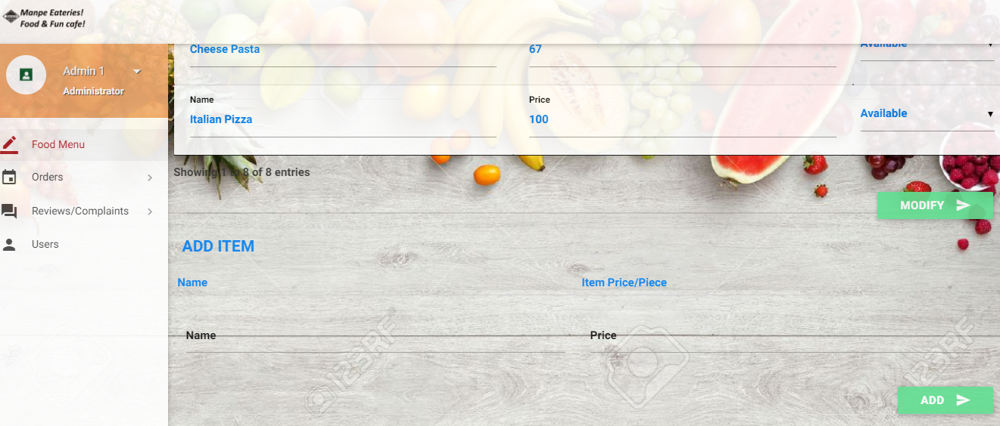 Manpe Eateries!
Food & Fun cafe!
Admin 1
Administrator
Food Menu
Orders
Reviews/Complaints
Users
Cheese Pasta 67 Available
Name Price
Italian Pizza 100 Available
Showing 1 to 8 of 8 entries
MODIFY
ADD ITEM
Name Item Price/Piece
Name Price
123RF 123RF
ADD